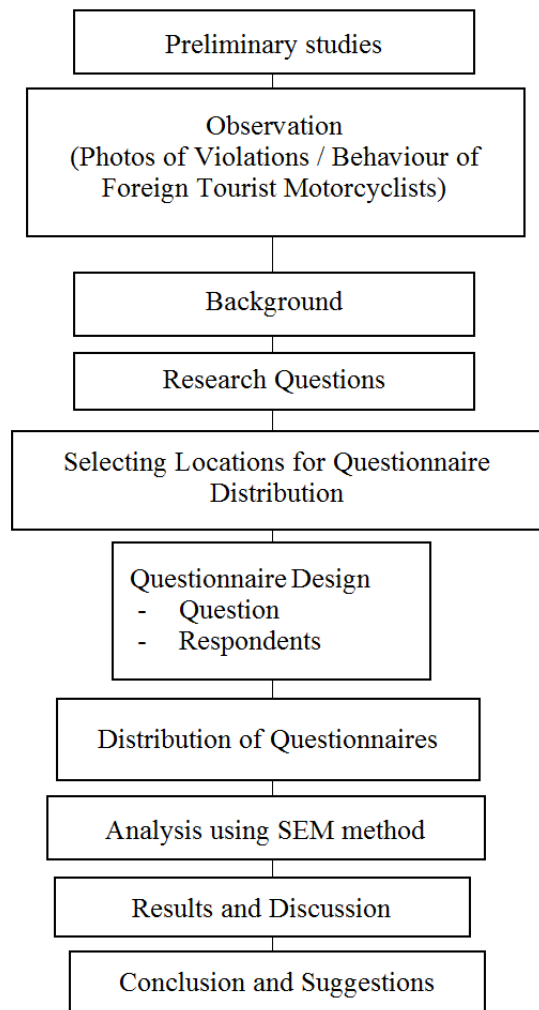 Preliminary studies
Observation
(Photos of Violations / Behaviour of
Foreign Tourist Motorcyclists)
Background
Research Questions
Selecting Locations for Questionnaire
Distribution
Questionnaire Design
- Question
- Respondents
Distribution of Questionnaires
Analysis using SEM method
Results and Discussion
Conclusion and Suggestions